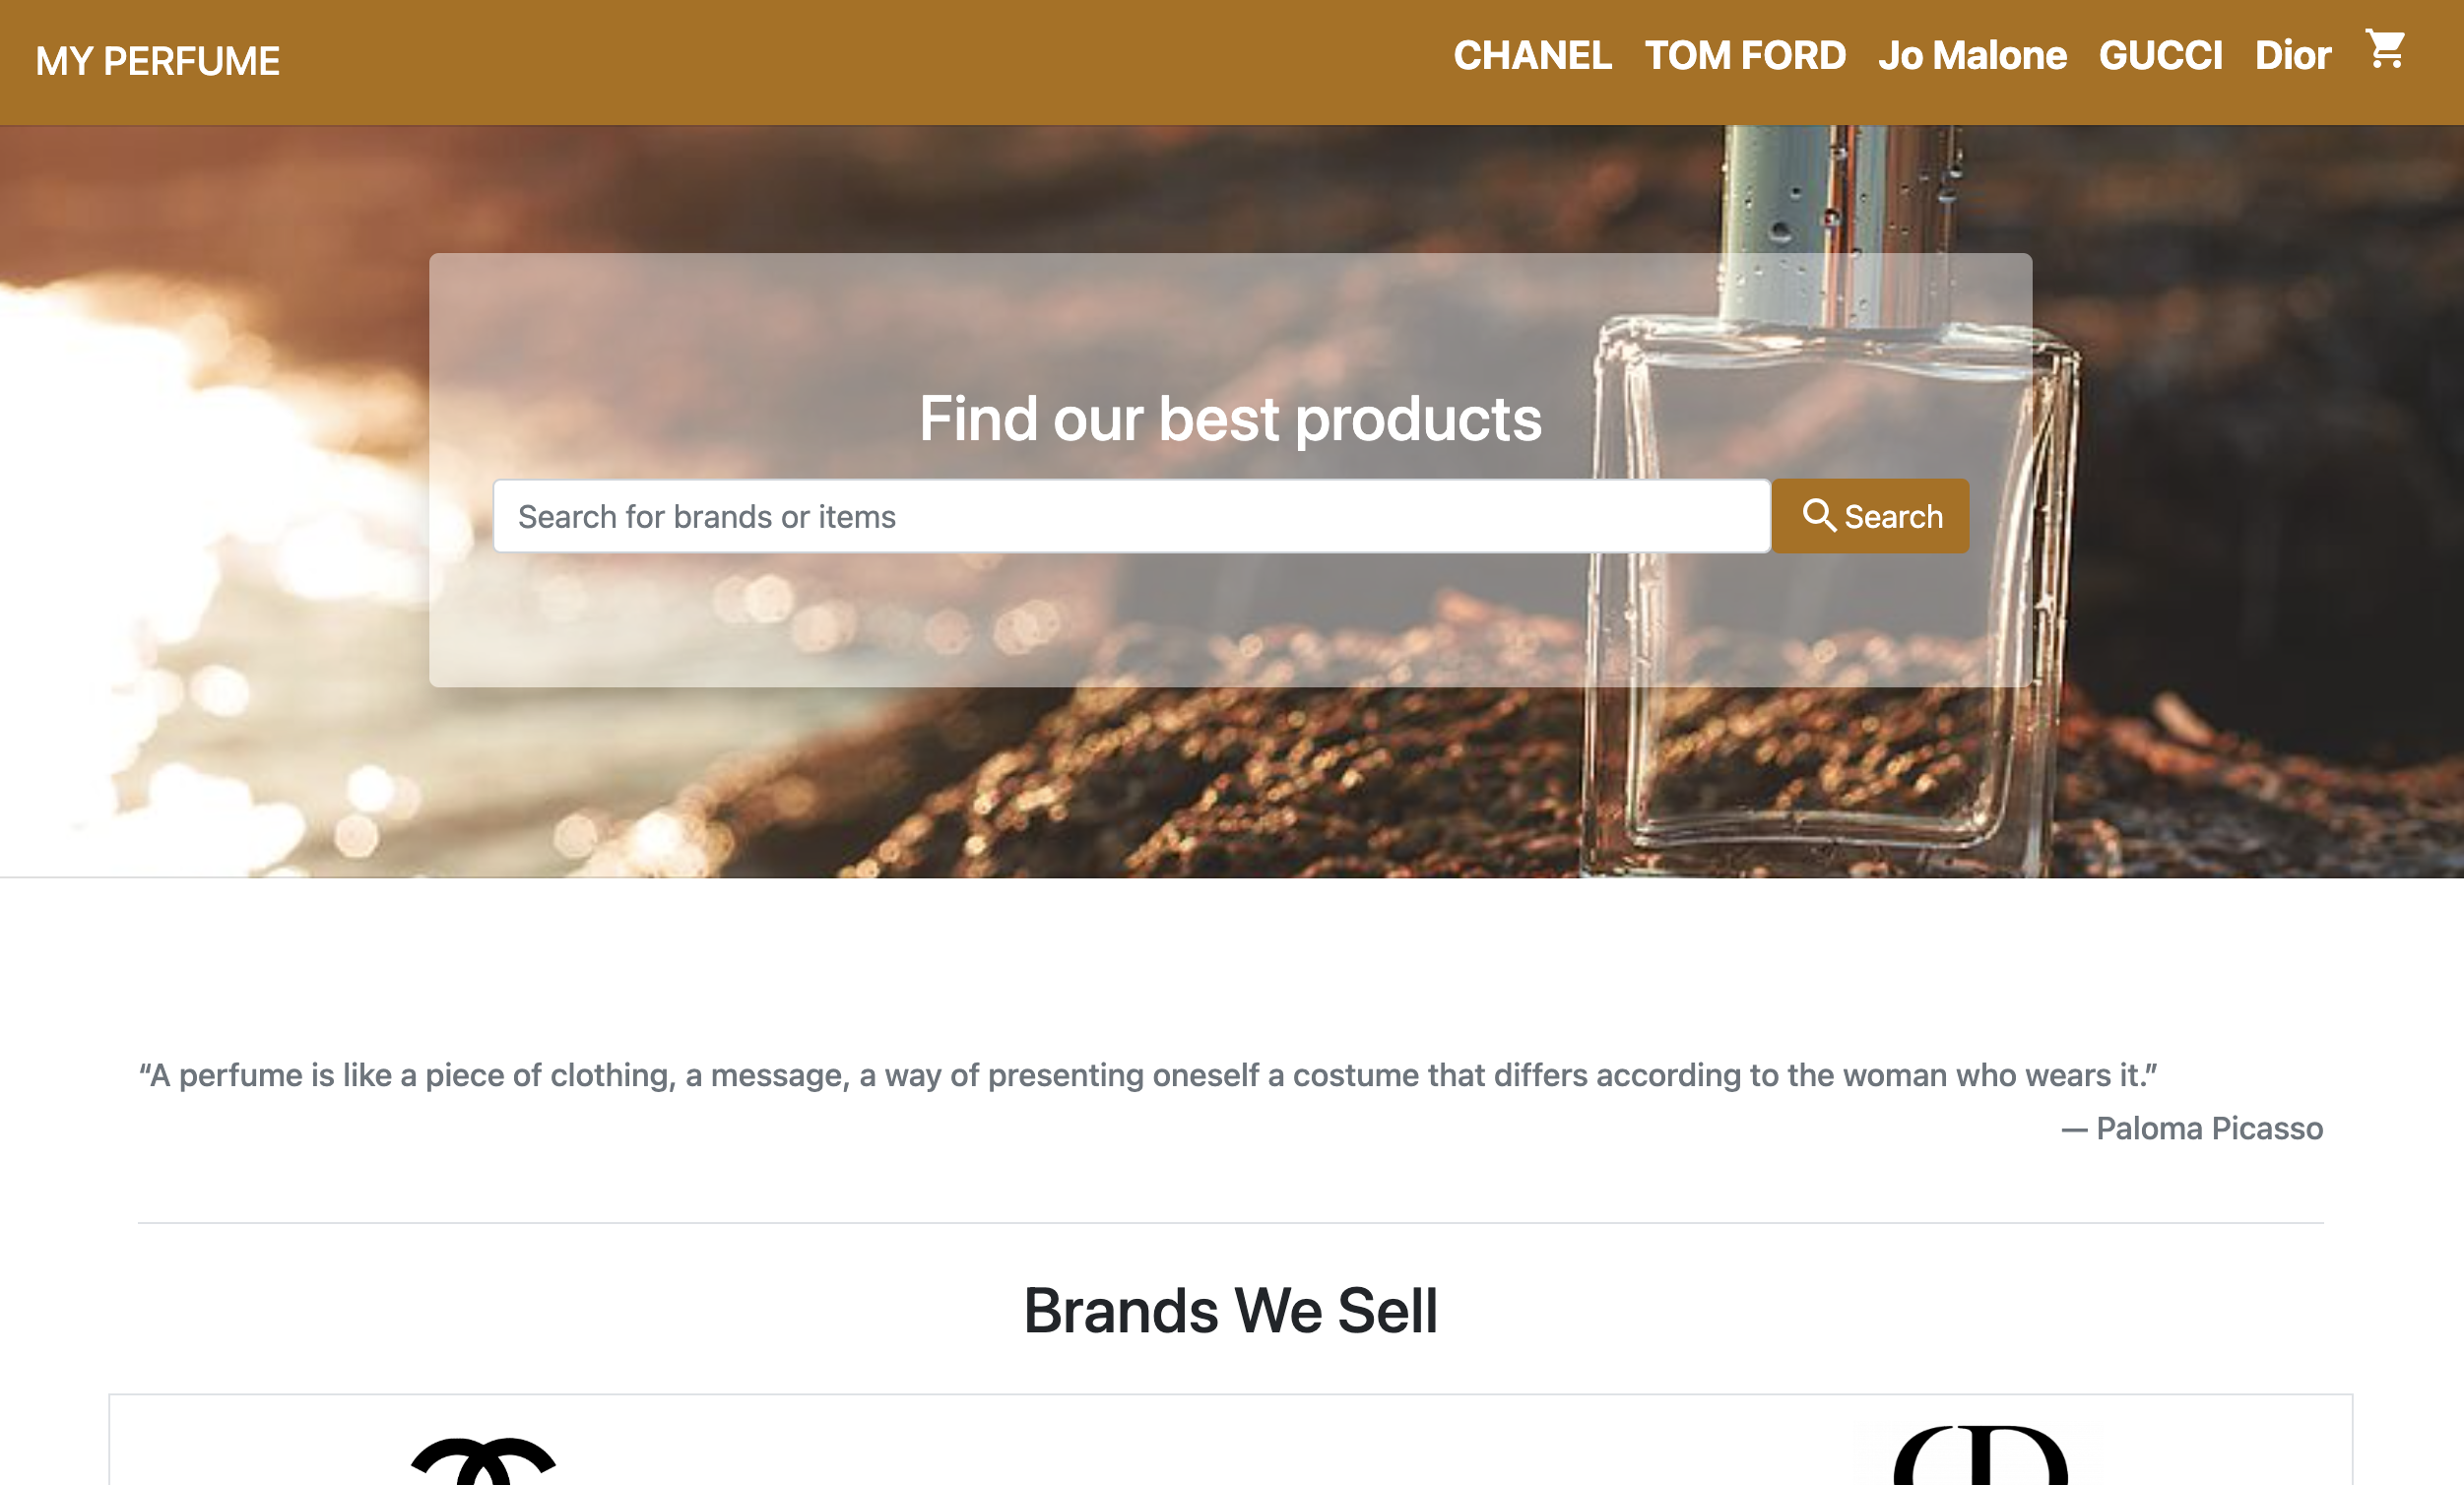 MY PERFUME
CHANEL TOM FORD Jo Malone GUCCI Dior
Find our best products
Search for brands or items
Search
“A perfume is like a piece of clothing, a message, a way of presenting oneself a costume that differs according to the woman who wears it.”
— Paloma Picasso
Brands We Sell